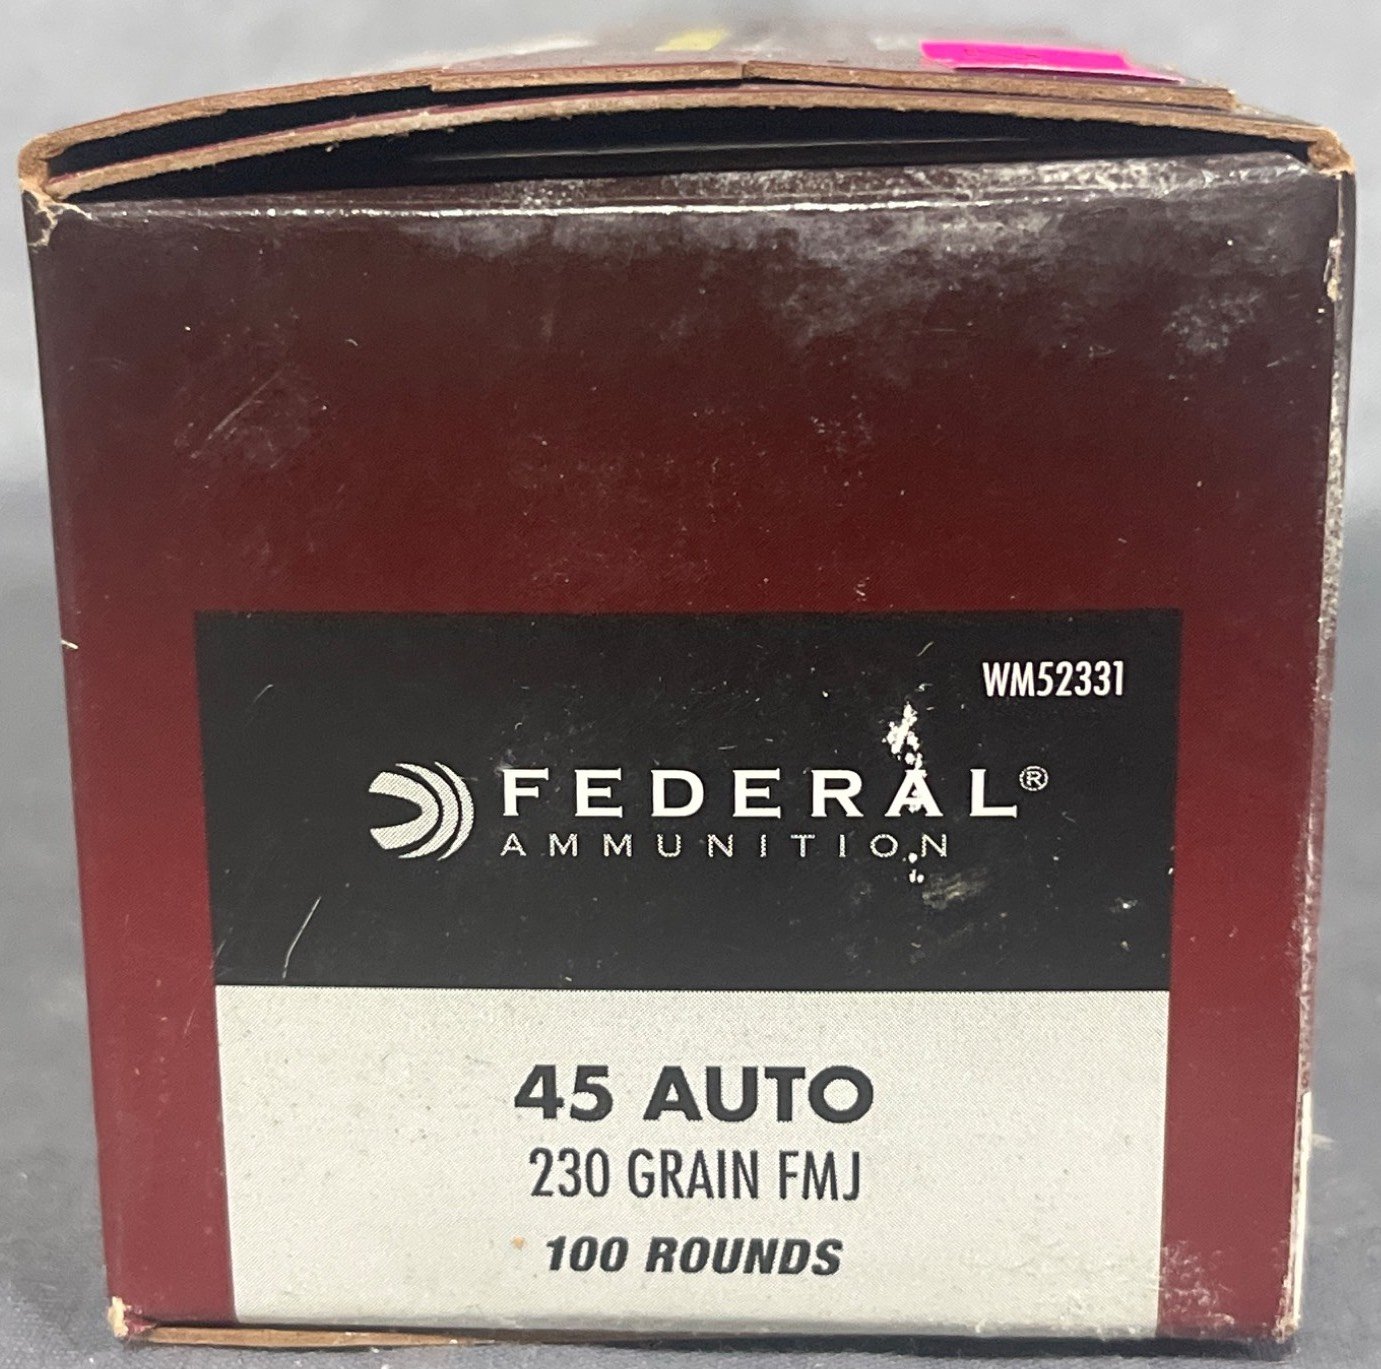 WM52331
FEDERAL®
AMMUNITION
45 AUTO
230 GRAIN FMJ
100 ROUNDS